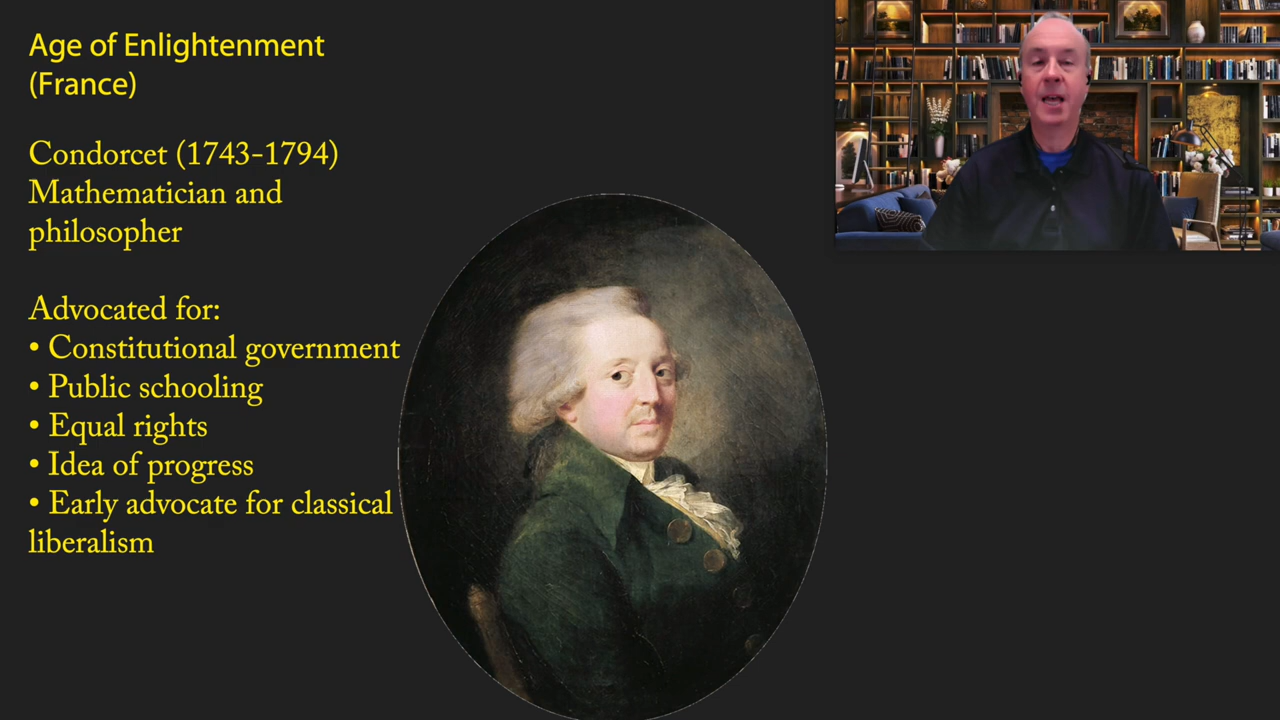 Age of Enlightenment
(France)
Condorcet (1743-1794)
Mathematician and
philosopher
Advocated for:
• Constitutional government
• Public schooling
• Equal rights
• Idea of progress
• Early advocate for classical
liberalism